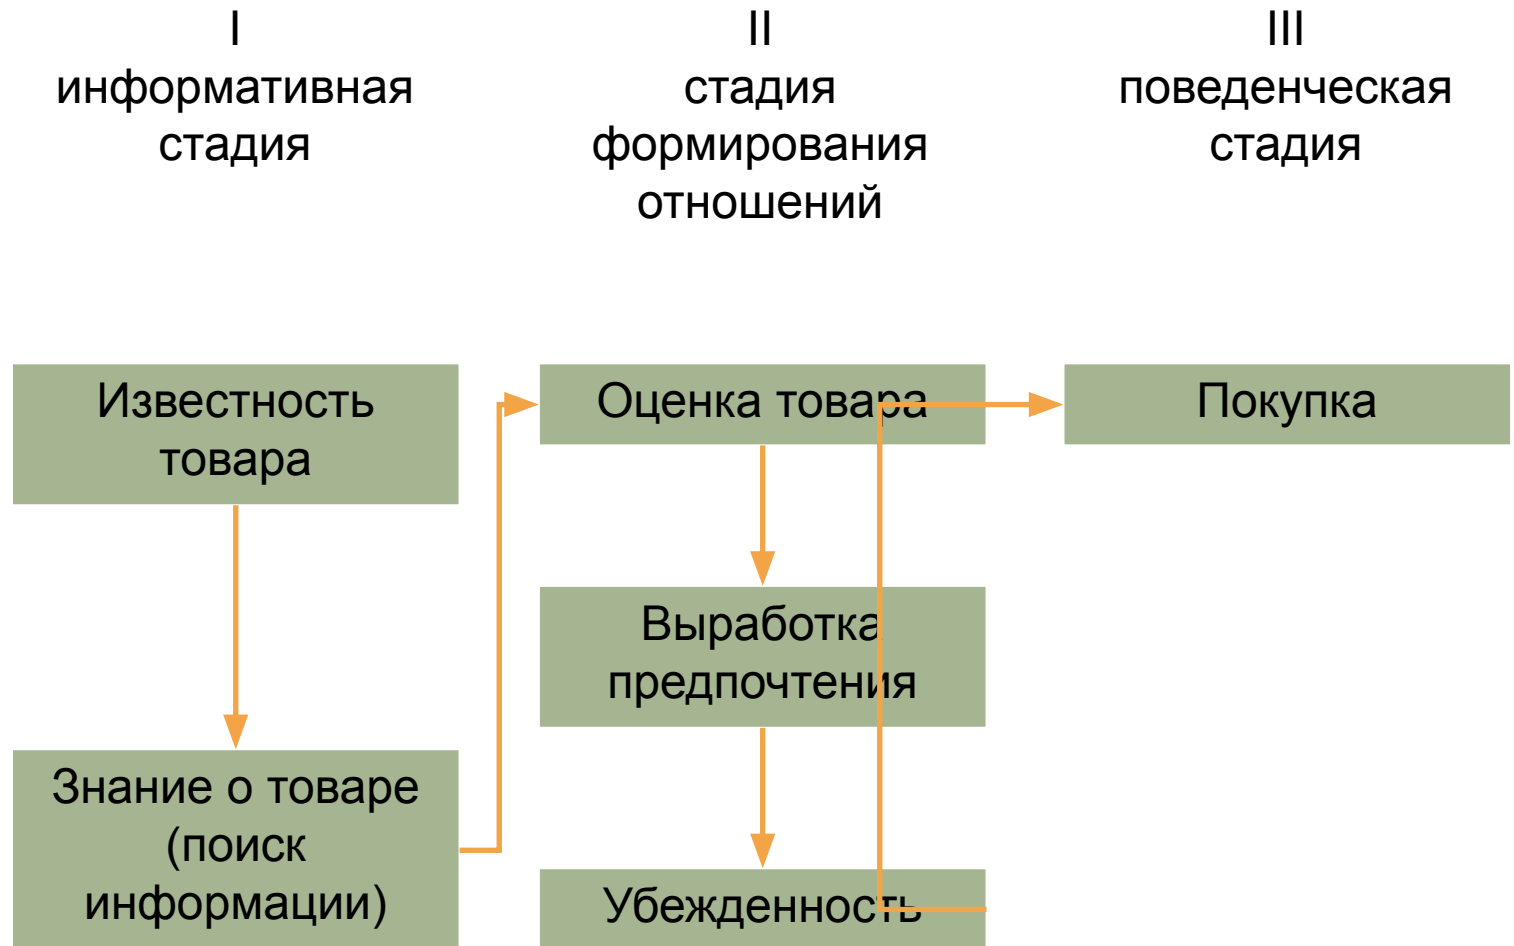 I
информативная
стадия
II
стадия
формирования
отношений
III
поведенческая
стадия
Известность
товара
Знание о товаре
(поиск
информации)
Оценка товара
Выработка
предпочтения
Убежденность
Покупка